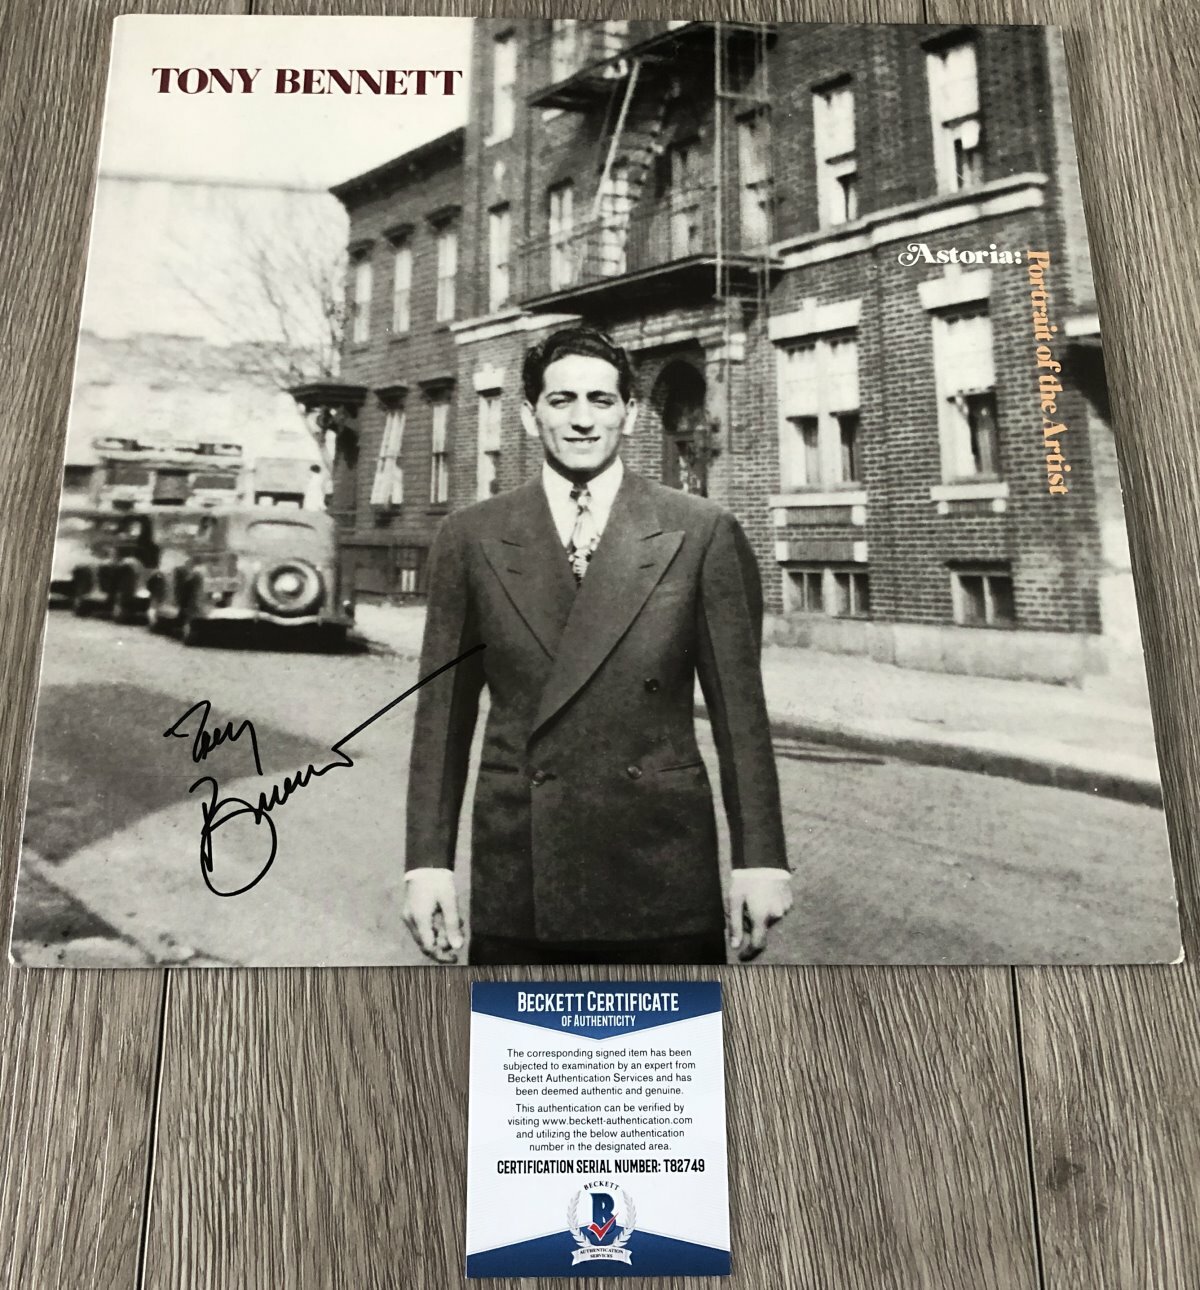 TONY BENNETT
Astoria:
Portrait of the Artist
Tony
Bennett
BECKETT CERTIFICATE
OF AUTHENTICITY
The corresponding signed item has been
subjected to examination by an expert from
Beckett Authentication Services and has
been deemed authentic and genuine.
This authentication can be verified by
visiting www.beckett-authentication.com
and utilizing the below authentication
number in the designated area.
CERTIFICATION SERIAL NUMBER: T82749
BECKETT
B
AUTHENTICATION
SERVICES